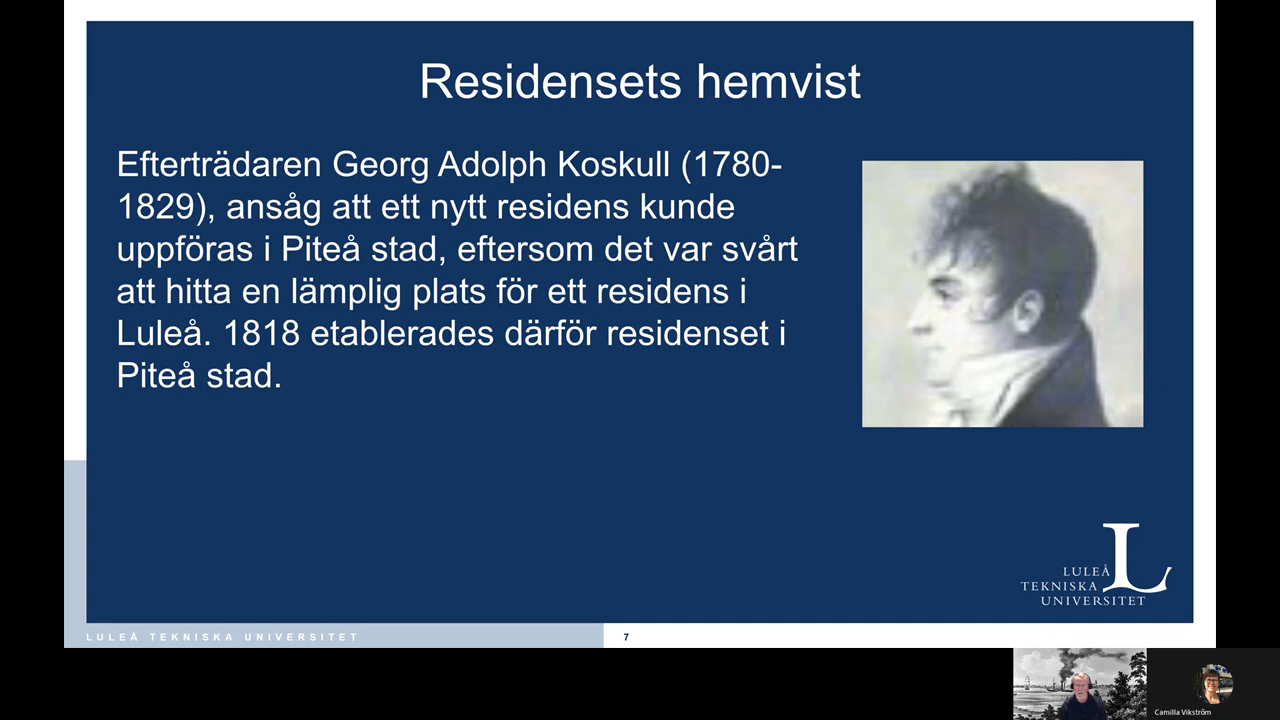 Residensets hemvist
Efterträdaren Georg Adolph Koskull (1780-
1829), ansåg att ett nytt residens kunde
uppföras i Piteå stad, eftersom det var svårt
att hitta en lämplig plats för ett residens i
Luleå. 1818 etablerades därför residenset i
Piteå stad.
LULEÅ
TEKNISKA
UNIVERSITET
L
LULEÅ TEKNISKA UNIVERSITET
7
Camilla Vikström